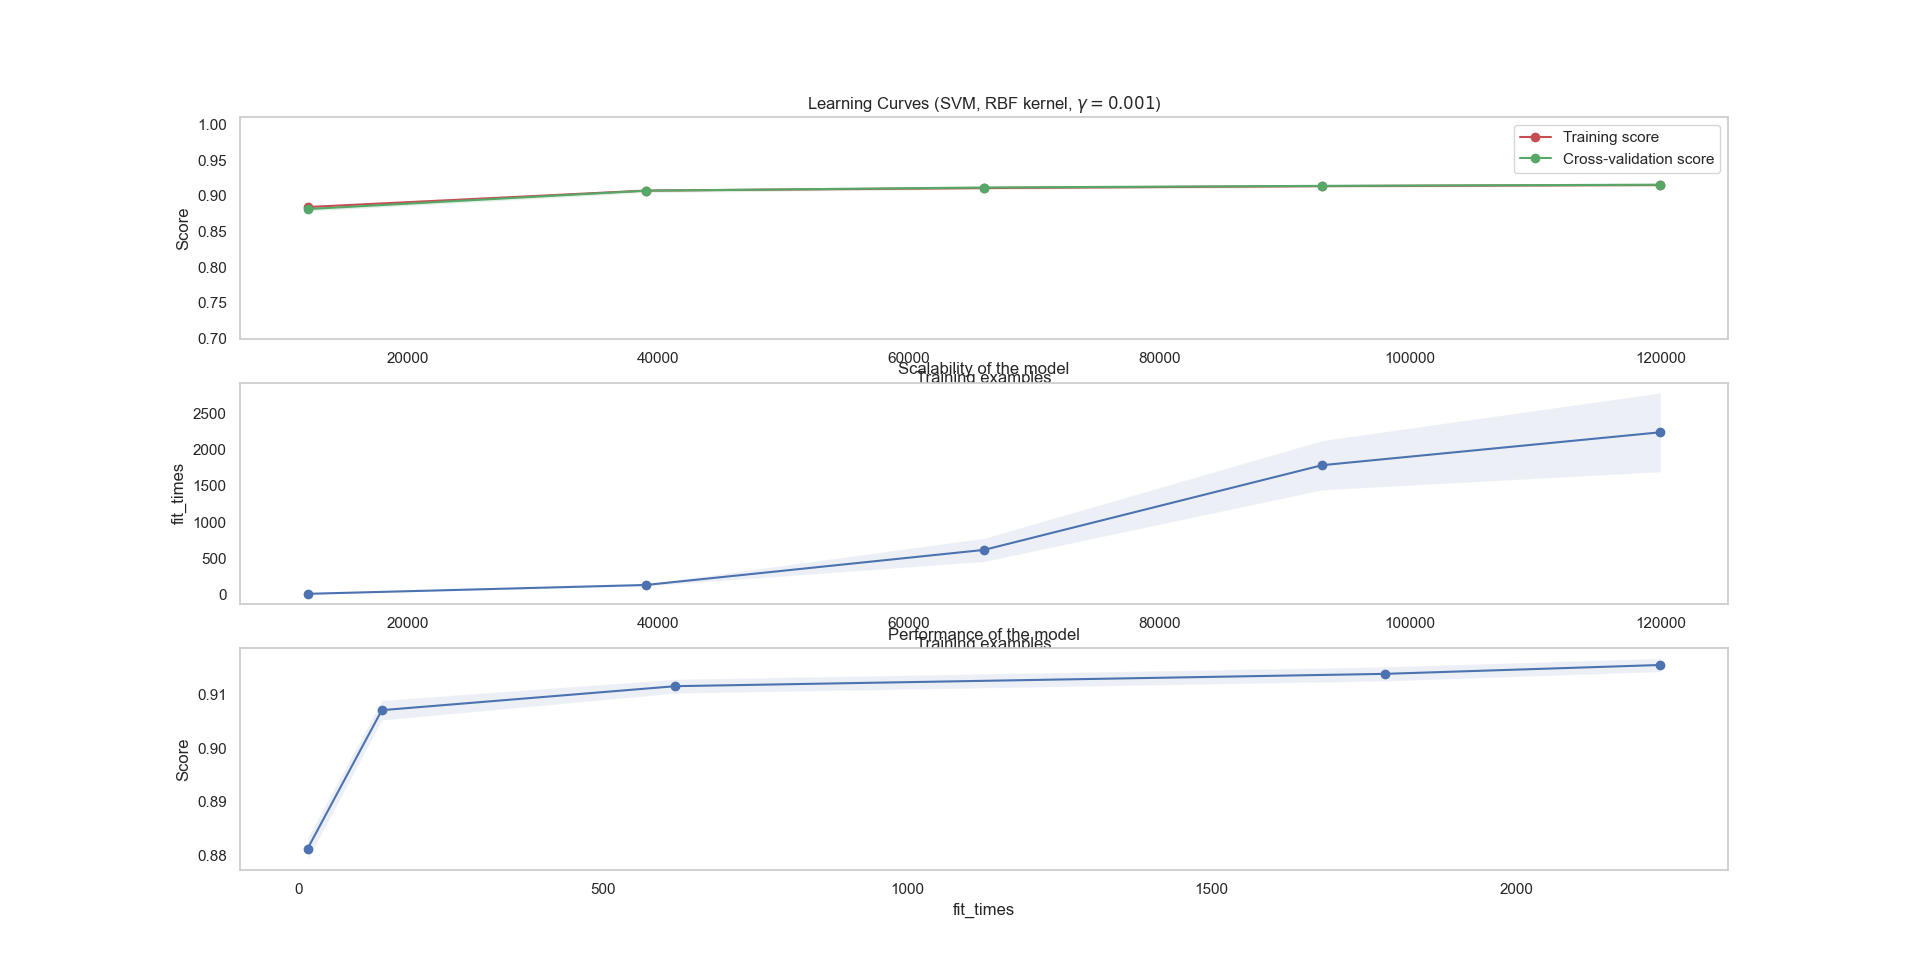 Learning Curves (SVM, RBF kernel, γ = 0.001)
1.00
0.95
0.90
0.85
0.80
0.75
0.70
Score
Training score
Cross-validation score
20000 40000 60000 80000 100000 120000
Training examples
Scalability of the model
2500
2000
1500
1000
500
0
fit_times
20000 40000 60000 80000 100000 120000
Training examples
Performance of the model
0.91
0.90
0.89
0.88
Score
0 500 1000 1500 2000
fit_times